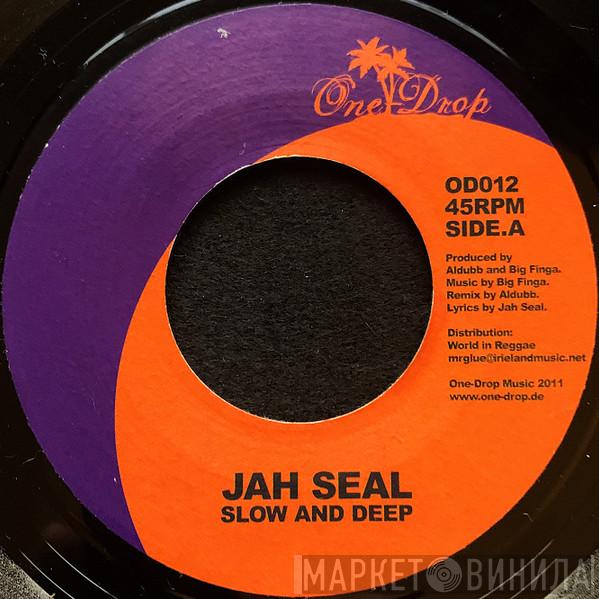 One-Drop
OD012
45RPM
SIDE.A
Produced by
Aldubb and Big Finga.
Music by Big Finga.
Remix by Aldubb.
Lyrics by Jah Seal.
Distribution:
World in Reggae
mrglue@irielandmusic.net
One-Drop Music 2011
www.one-drop.de
JAH SEAL
SLOW AND DEEP
МАРКЕТ ВИНИЛА